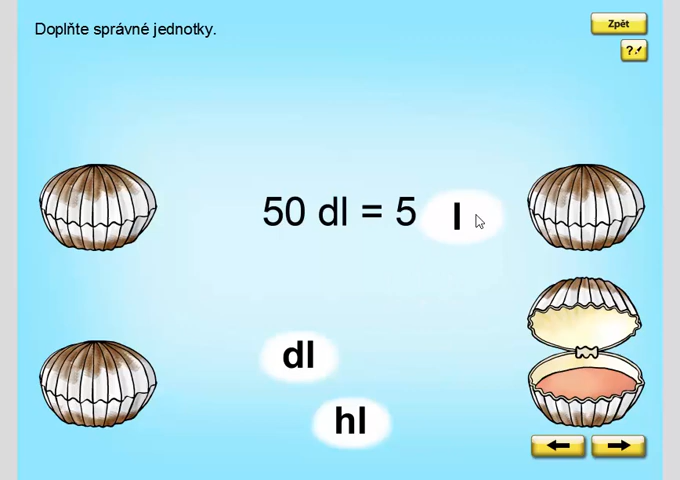 Doplňte správné jednotky.
Zpět
?
50 dl = 5 l
dl
hl